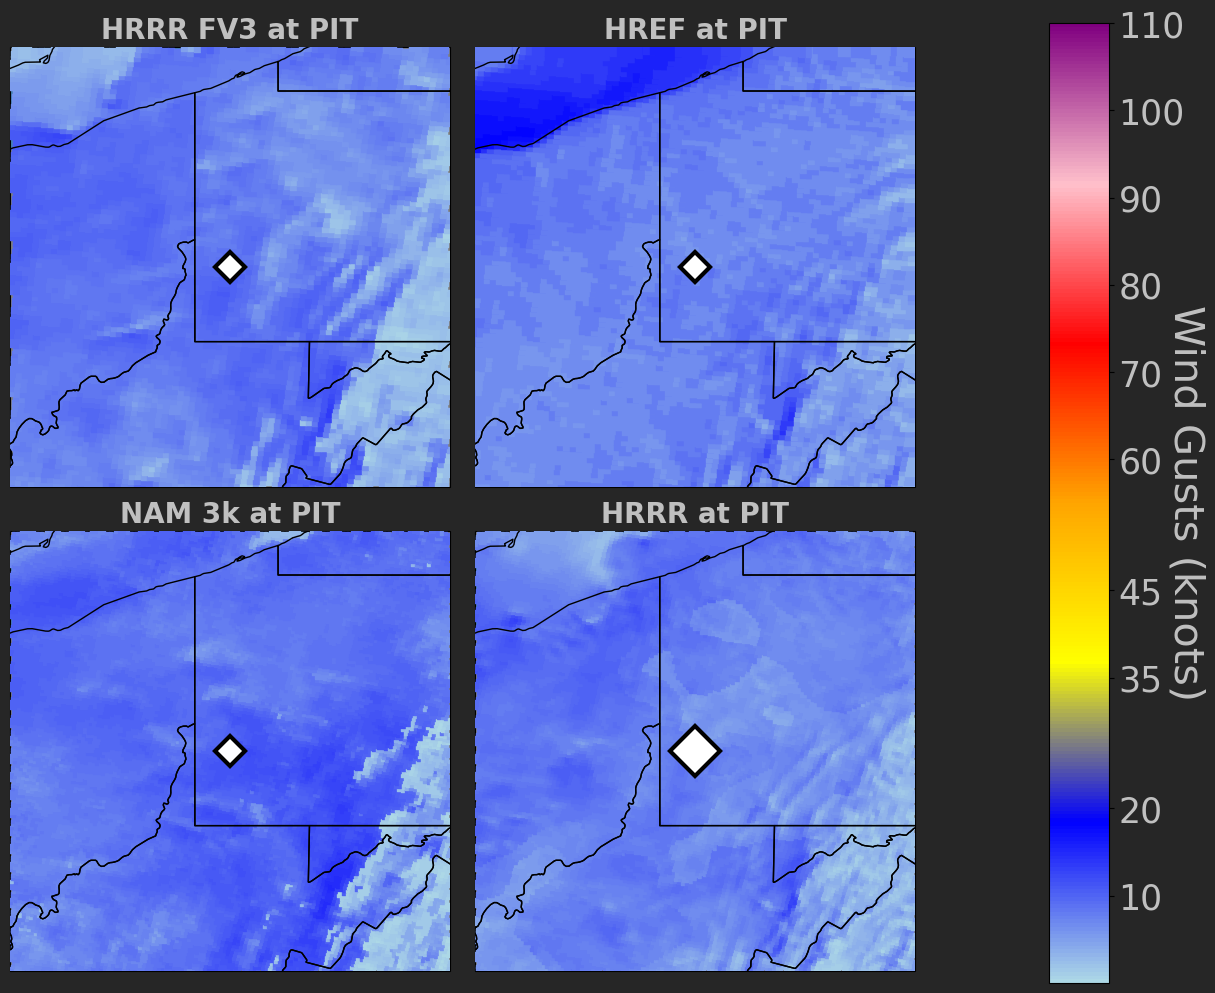 HRRR FV3 at PIT
HREF at PIT
NAM 3k at PIT
HRRR at PIT
110
100
90
80
70
60
45
35
20
10
Wind Gusts (knots)